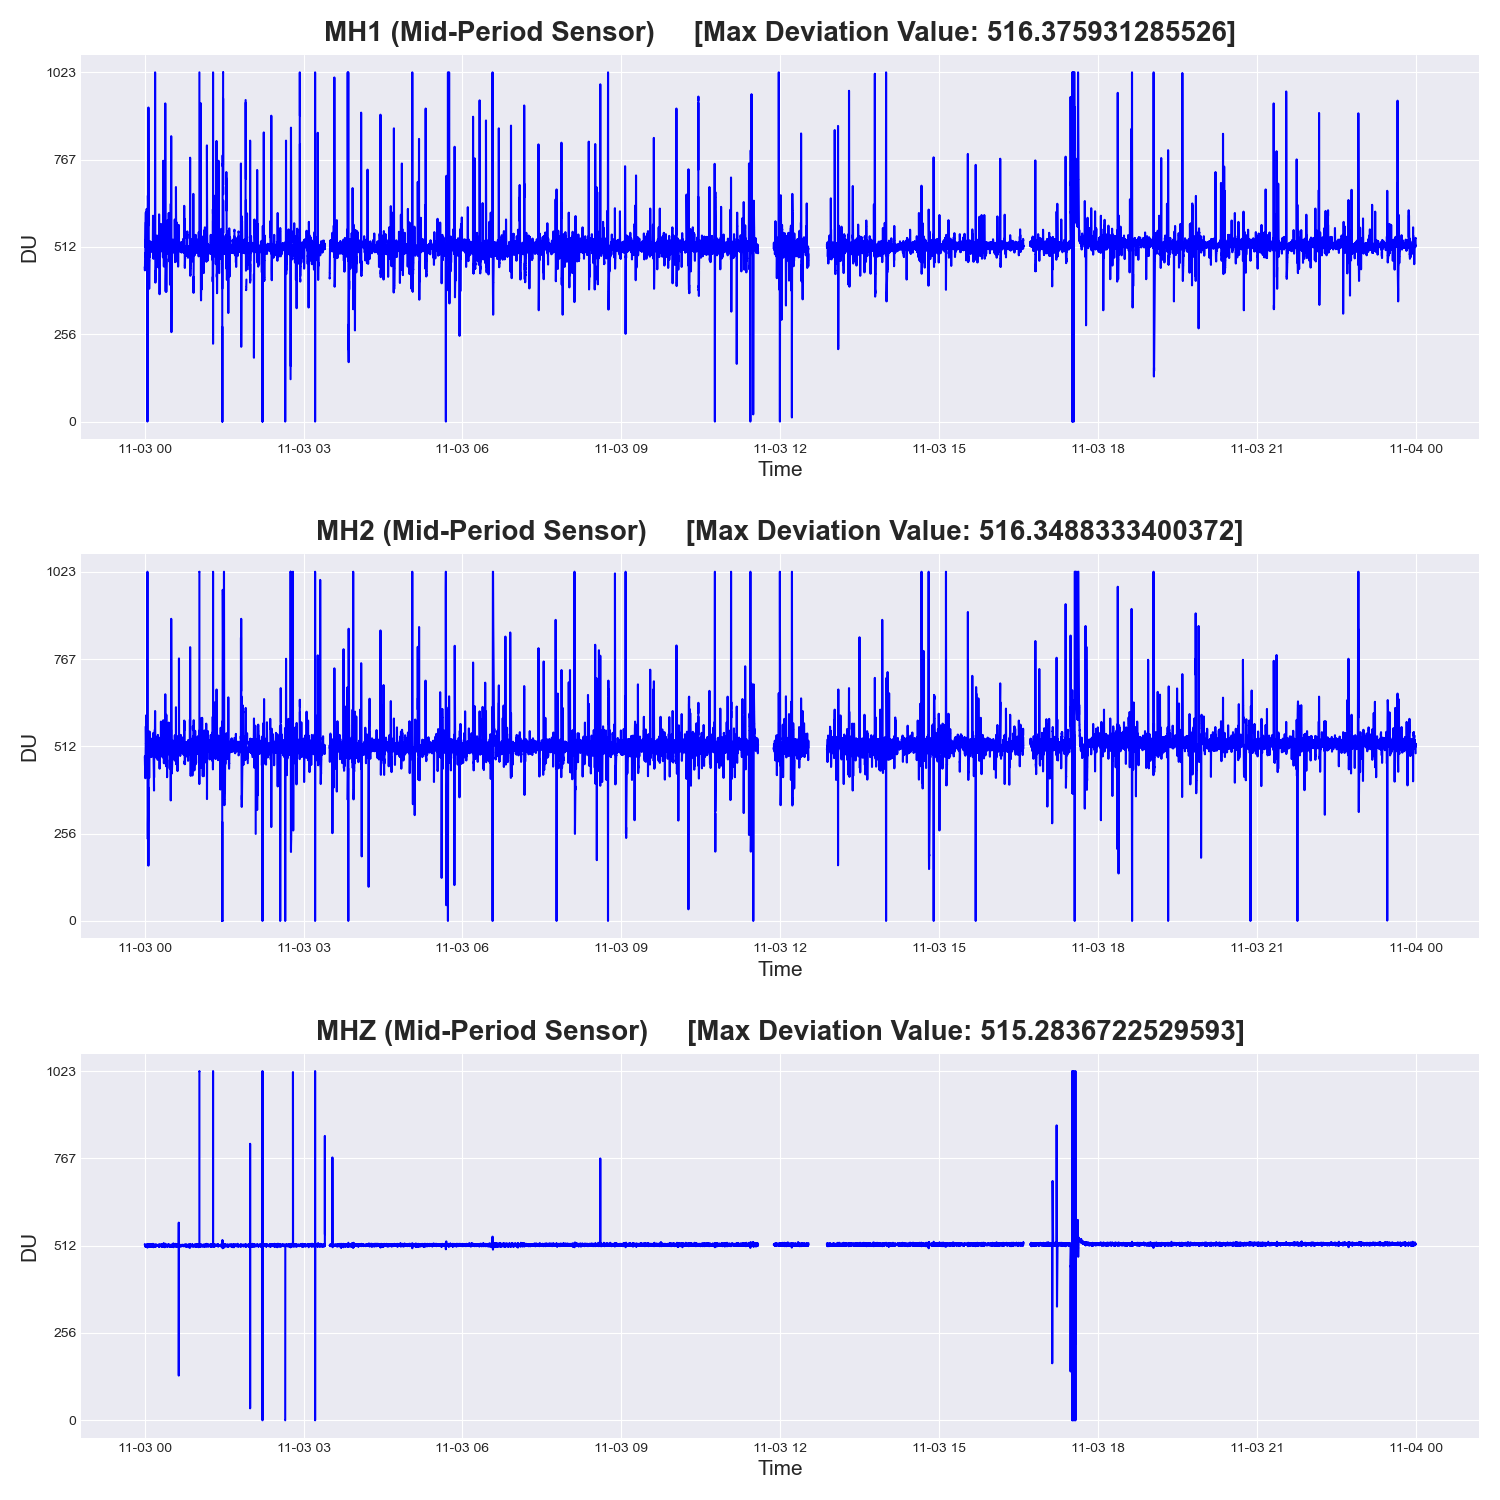 MH1 (Mid-Period Sensor) [Max Deviation Value: 516.375931285526]
1023
767
512
256
0
DU
11-03 00 11-03 03 11-03 06 11-03 09 11-03 12 11-03 15 11-03 18 11-03 21 11-04 00
Time
MH2 (Mid-Period Sensor) [Max Deviation Value: 516.3488333400372]
1023
767
512
256
0
DU
11-03 00 11-03 03 11-03 06 11-03 09 11-03 12 11-03 15 11-03 18 11-03 21 11-04 00
Time
MHZ (Mid-Period Sensor) [Max Deviation Value: 515.2836722529593]
1023
767
512
256
0
DU
11-03 00 11-03 03 11-03 06 11-03 09 11-03 12 11-03 15 11-03 18 11-03 21 11-04 00
Time